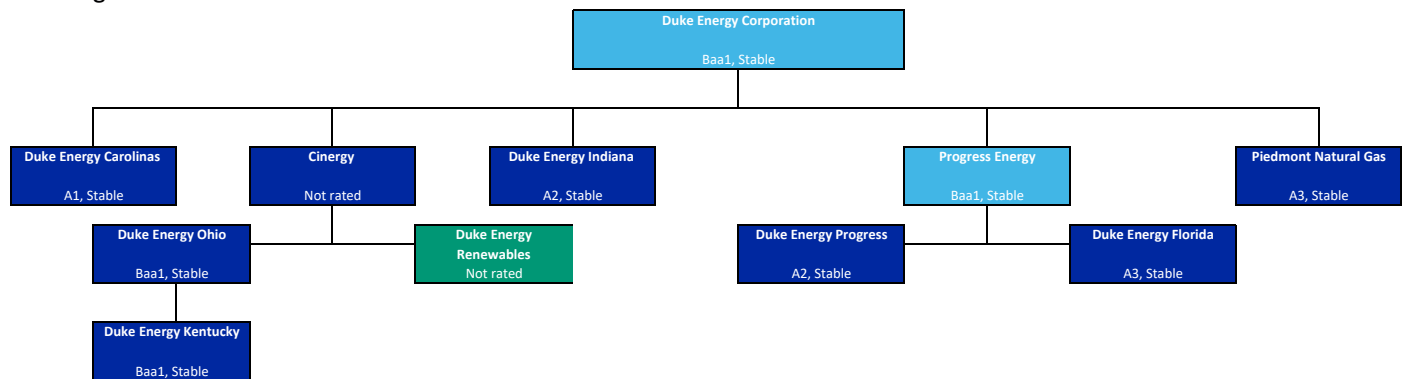 Duke Energy Corporation
Baa1, Stable
Duke Energy Carolinas
A1, Stable
Cinergy
Not rated
Duke Energy Indiana
A2, Stable
Progress Energy
Baa1, Stable
Piedmont Natural Gas
A3, Stable
Duke Energy Ohio
Baa1, Stable
Duke Energy
Renewables
Not rated
Duke Energy Progress
A2, Stable
Duke Energy Florida
A3, Stable
Duke Energy Kentucky
Baa1, Stable